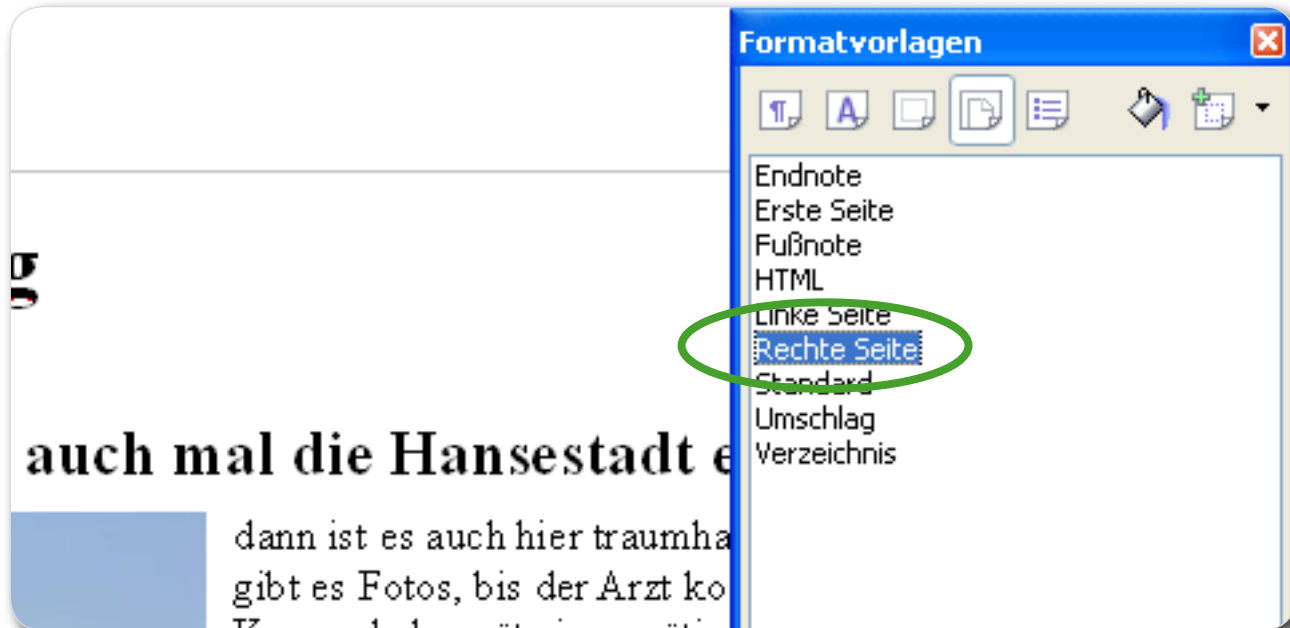 Formatvorlagen
Endnote
Erste Seite
Fußnote
HTML
Linke Seite
Rechte Seite
Standard
Umschlag
Verzeichnis
g
auch mal die Hansestadt e
dann ist es auch hier traumha
gibt es Fotos, bis der Arzt ko